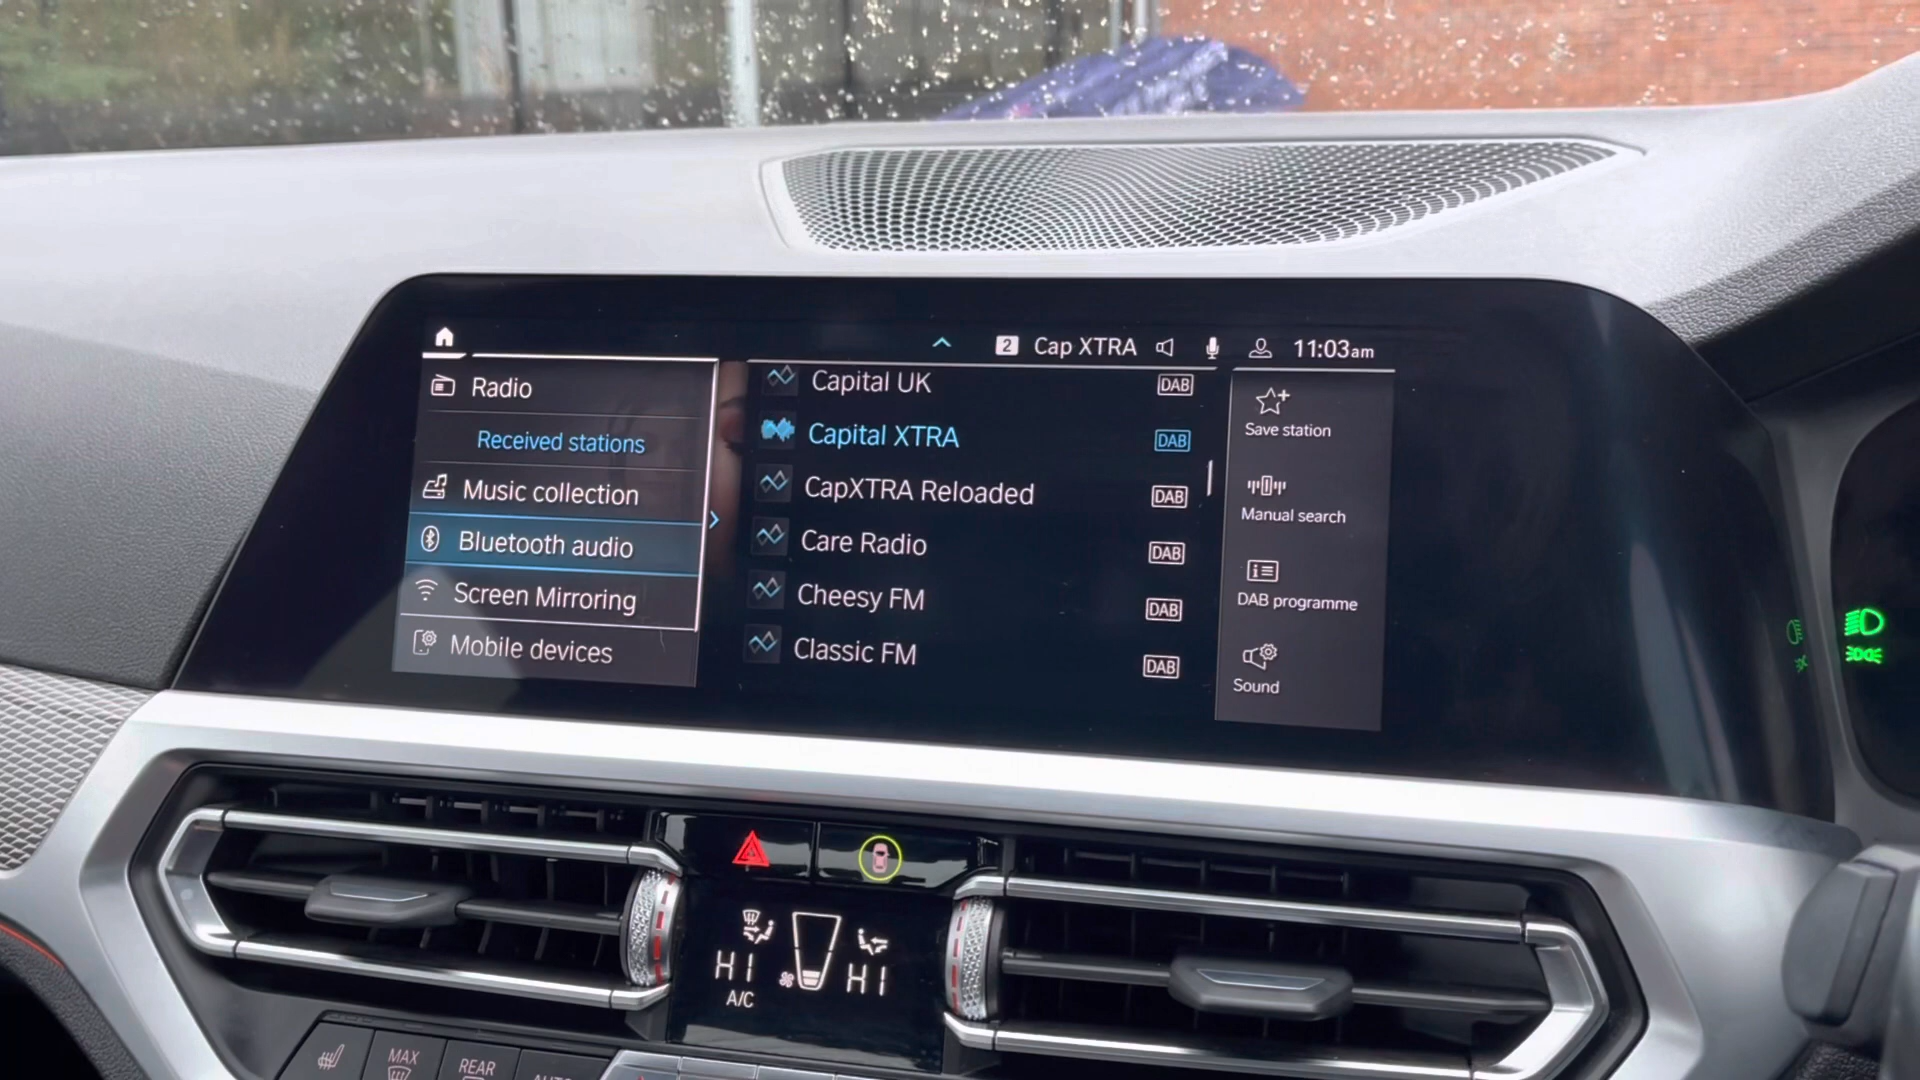 2 Cap XTRA 11:03am
Radio
Received stations
Music collection
Bluetooth audio
Screen Mirroring
Mobile devices
Capital UK DAB
Capital XTRA DAB
CapXTRA Reloaded DAB
Care Radio DAB
Cheesy FM DAB
Classic FM DAB
Save station
Manual search
DAB programme
Sound
HI HI
A/C
MAX
REAR
AUTO